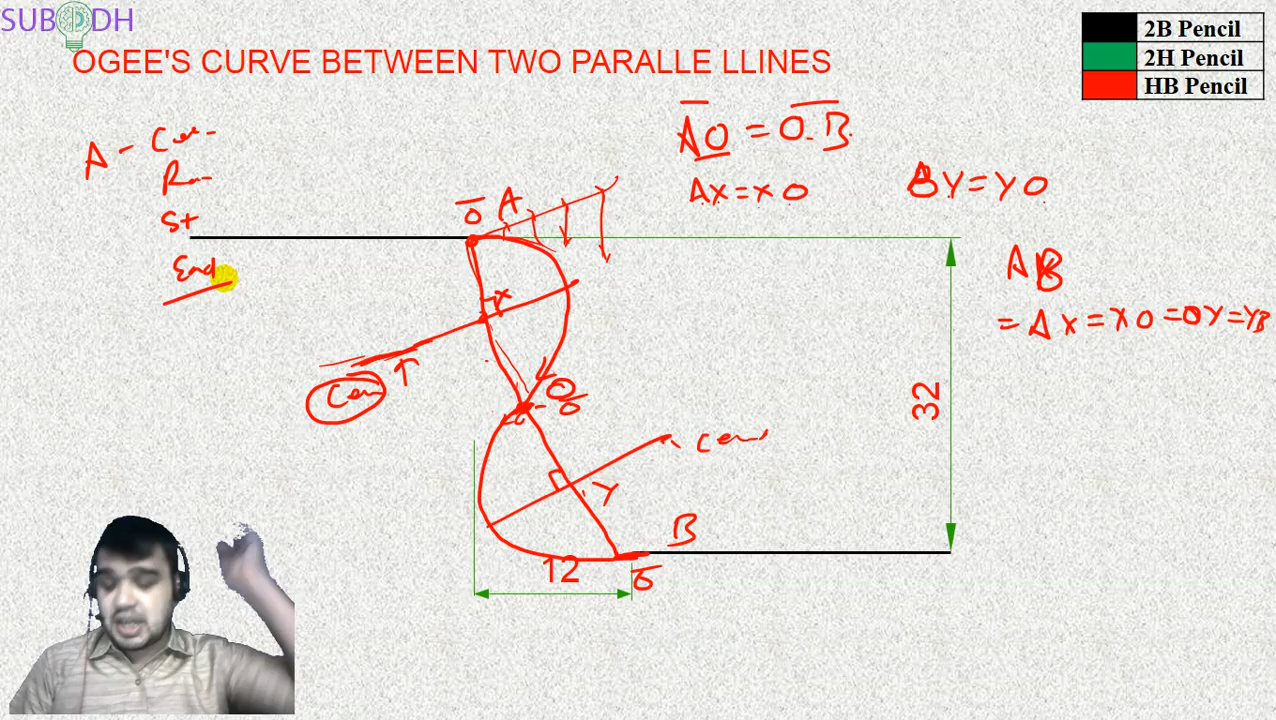 SUBODH
OGEE'S CURVE BETWEEN TWO PARALLE LLINES
2B Pencil
2H Pencil
HB Pencil
AO = OB
AX = XO
BY = YO
A -
St
End
O A
X
AB
= AX = XO = OY = YB
32
O
Y
B
12